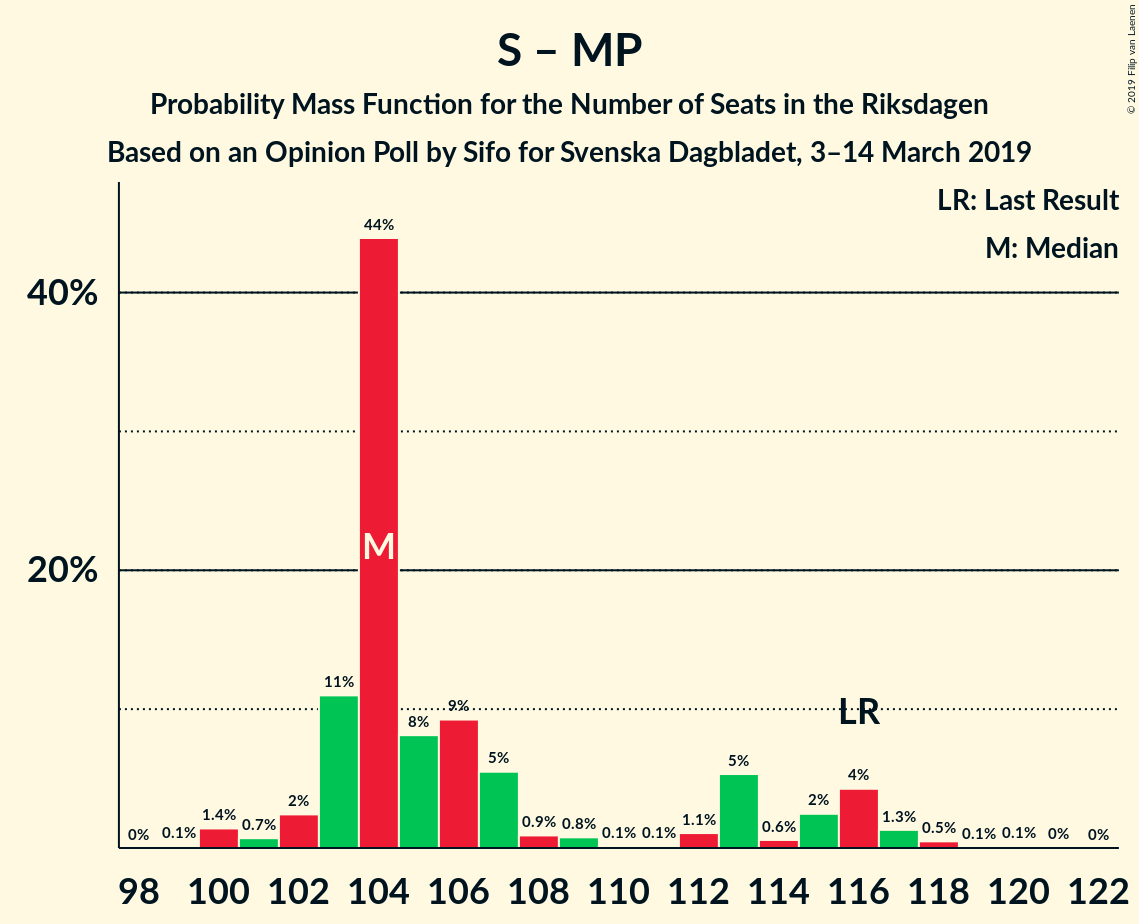 © 2019 Filip van Laenen
S – MP
Probability Mass Function for the Number of Seats in the Riksdagen
Based on an Opinion Poll by Sifo for Svenska Dagbladet, 3–14 March 2019
LR: Last Result
M: Median
40%
20%
0% 0.1% 1.4% 0.7% 2% 11% 44% 8% 9% 5% 0.9% 0.8% 0.1% 0.1% 1.1% 5% 0.6% 2% 4% 1.3% 0.5% 0.1% 0.1% 0% 0%
M
LR
98 100 102 104 106 108 110 112 114 116 118 120 122